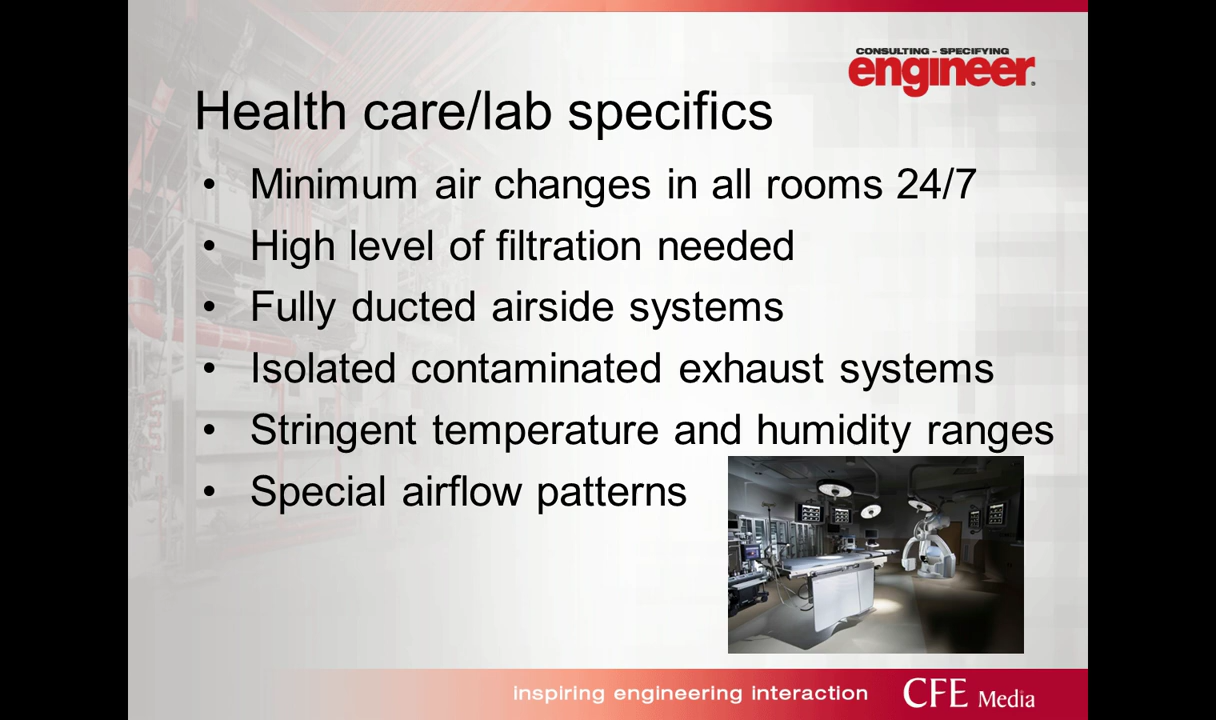 CONSULTING - SPECIFYING
engineer
Health care/lab specifics
• Minimum air changes in all rooms 24/7
• High level of filtration needed
• Fully ducted airside systems
• Isolated contaminated exhaust systems
• Stringent temperature and humidity ranges
• Special airflow patterns
inspiring engineering interaction
CFE Media